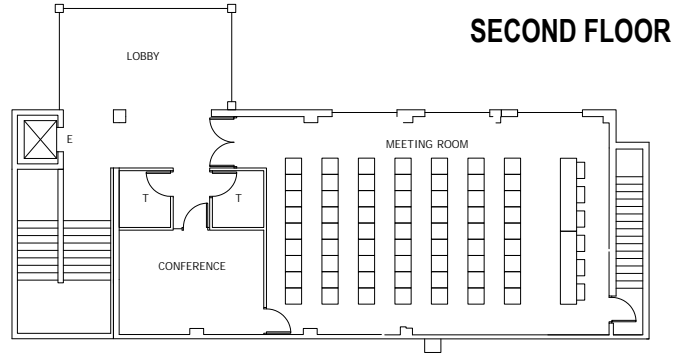 SECOND FLOOR
LOBBY
E
MEETING ROOM
T
T
CONFERENCE